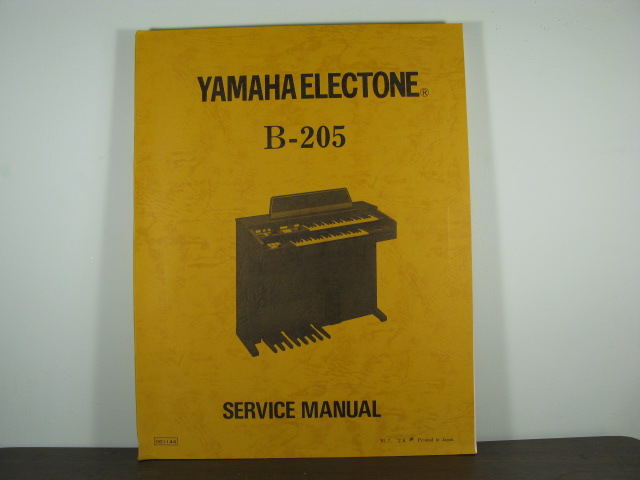 YAMAHA ELECTONE®
B-205
SERVICE MANUAL
Printed in Japan